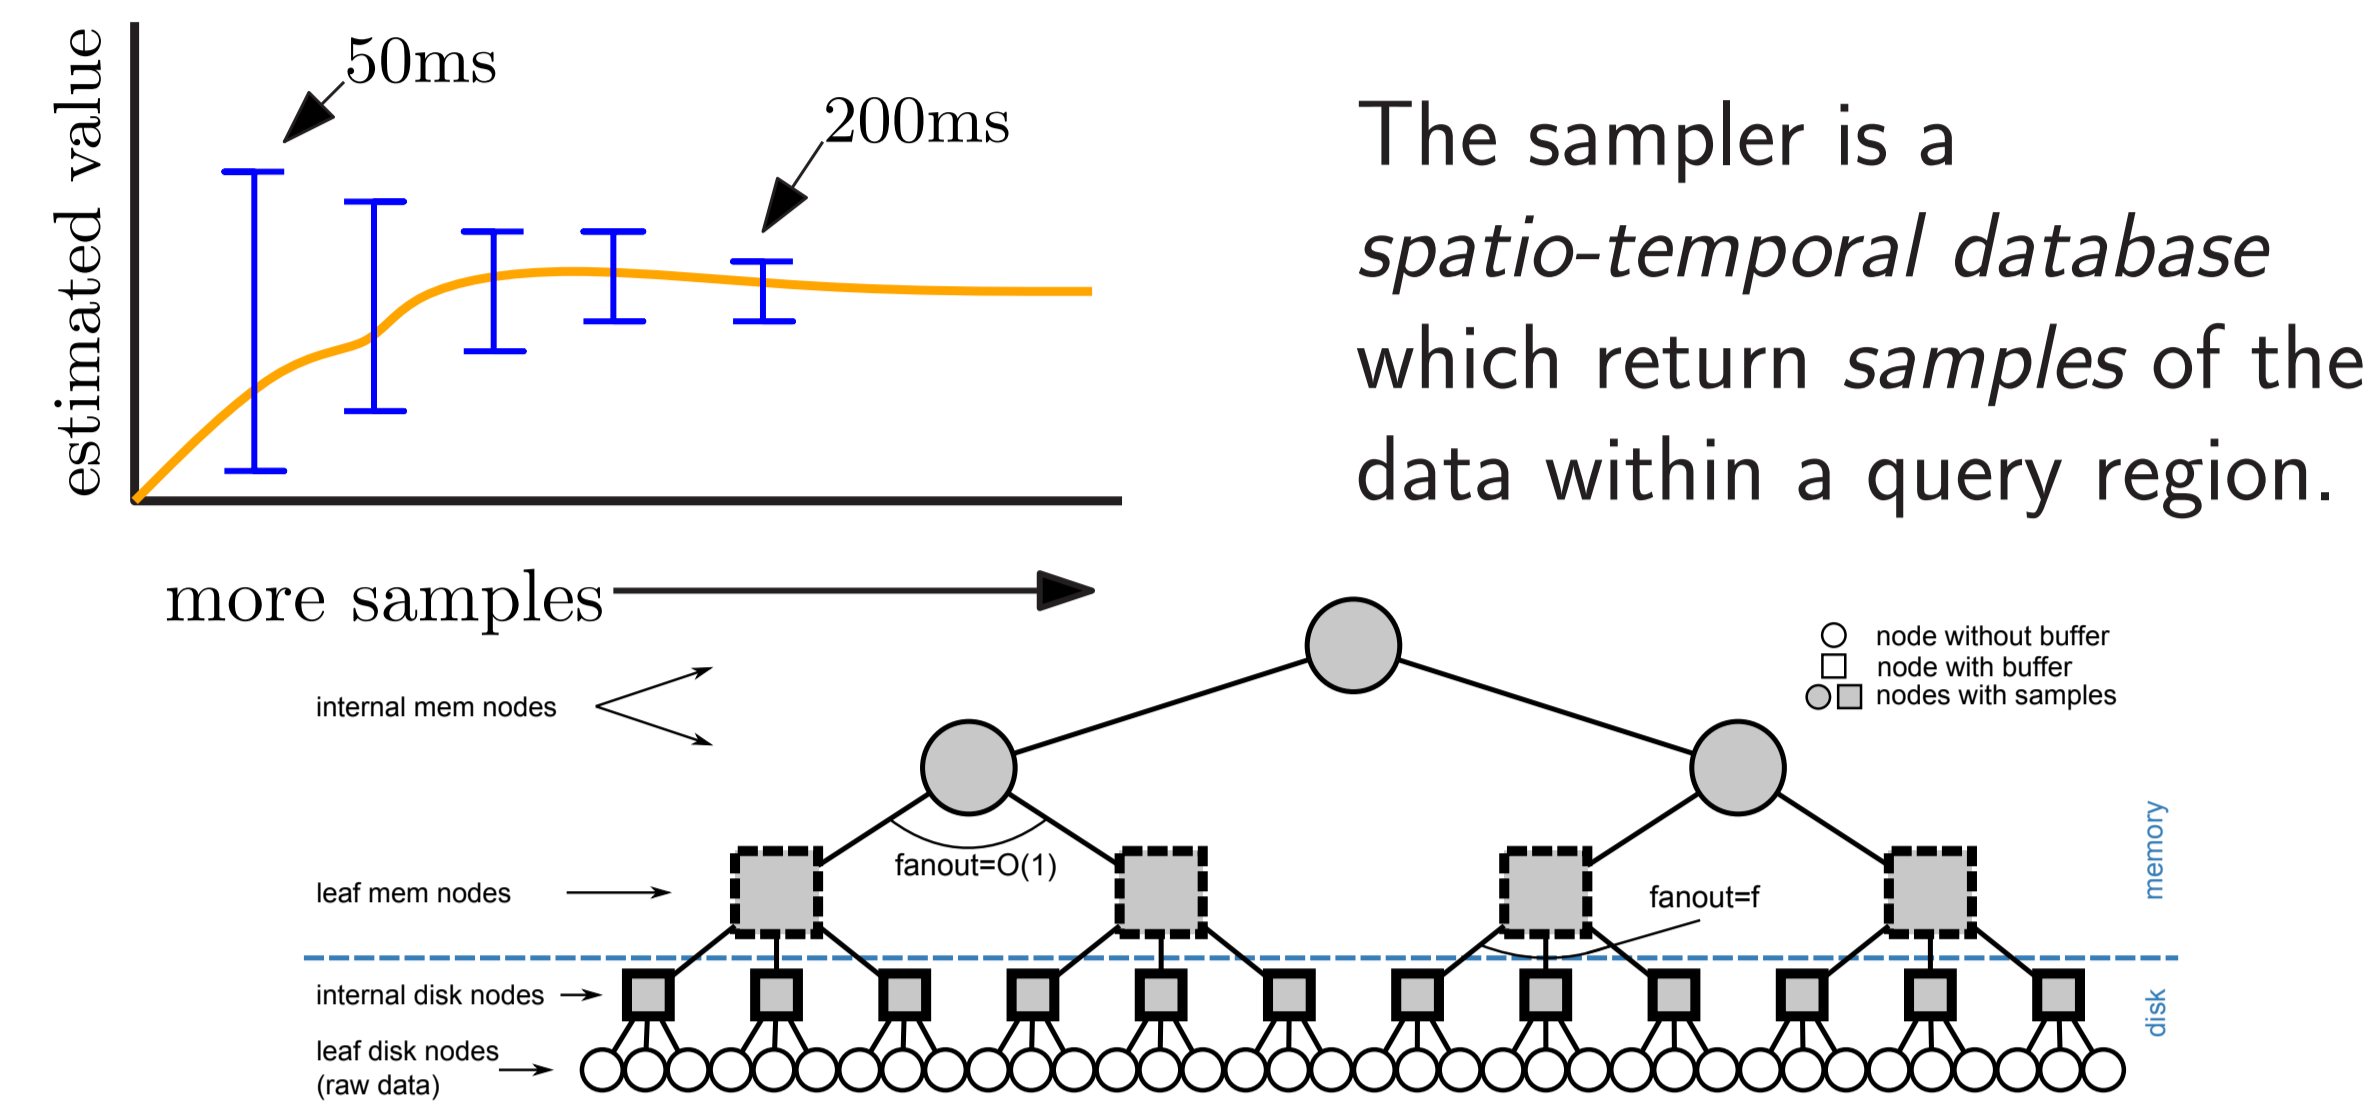 estimated value
50ms
200ms
more samples
The sampler is a
spatio-temporal database
which return samples of the
data within a query region.
node without buffer
node with buffer
nodes with samples
internal mem nodes
fanout=O(1)
leaf mem nodes
fanout=f
memory
internal disk nodes
disk
leaf disk nodes
(raw data)